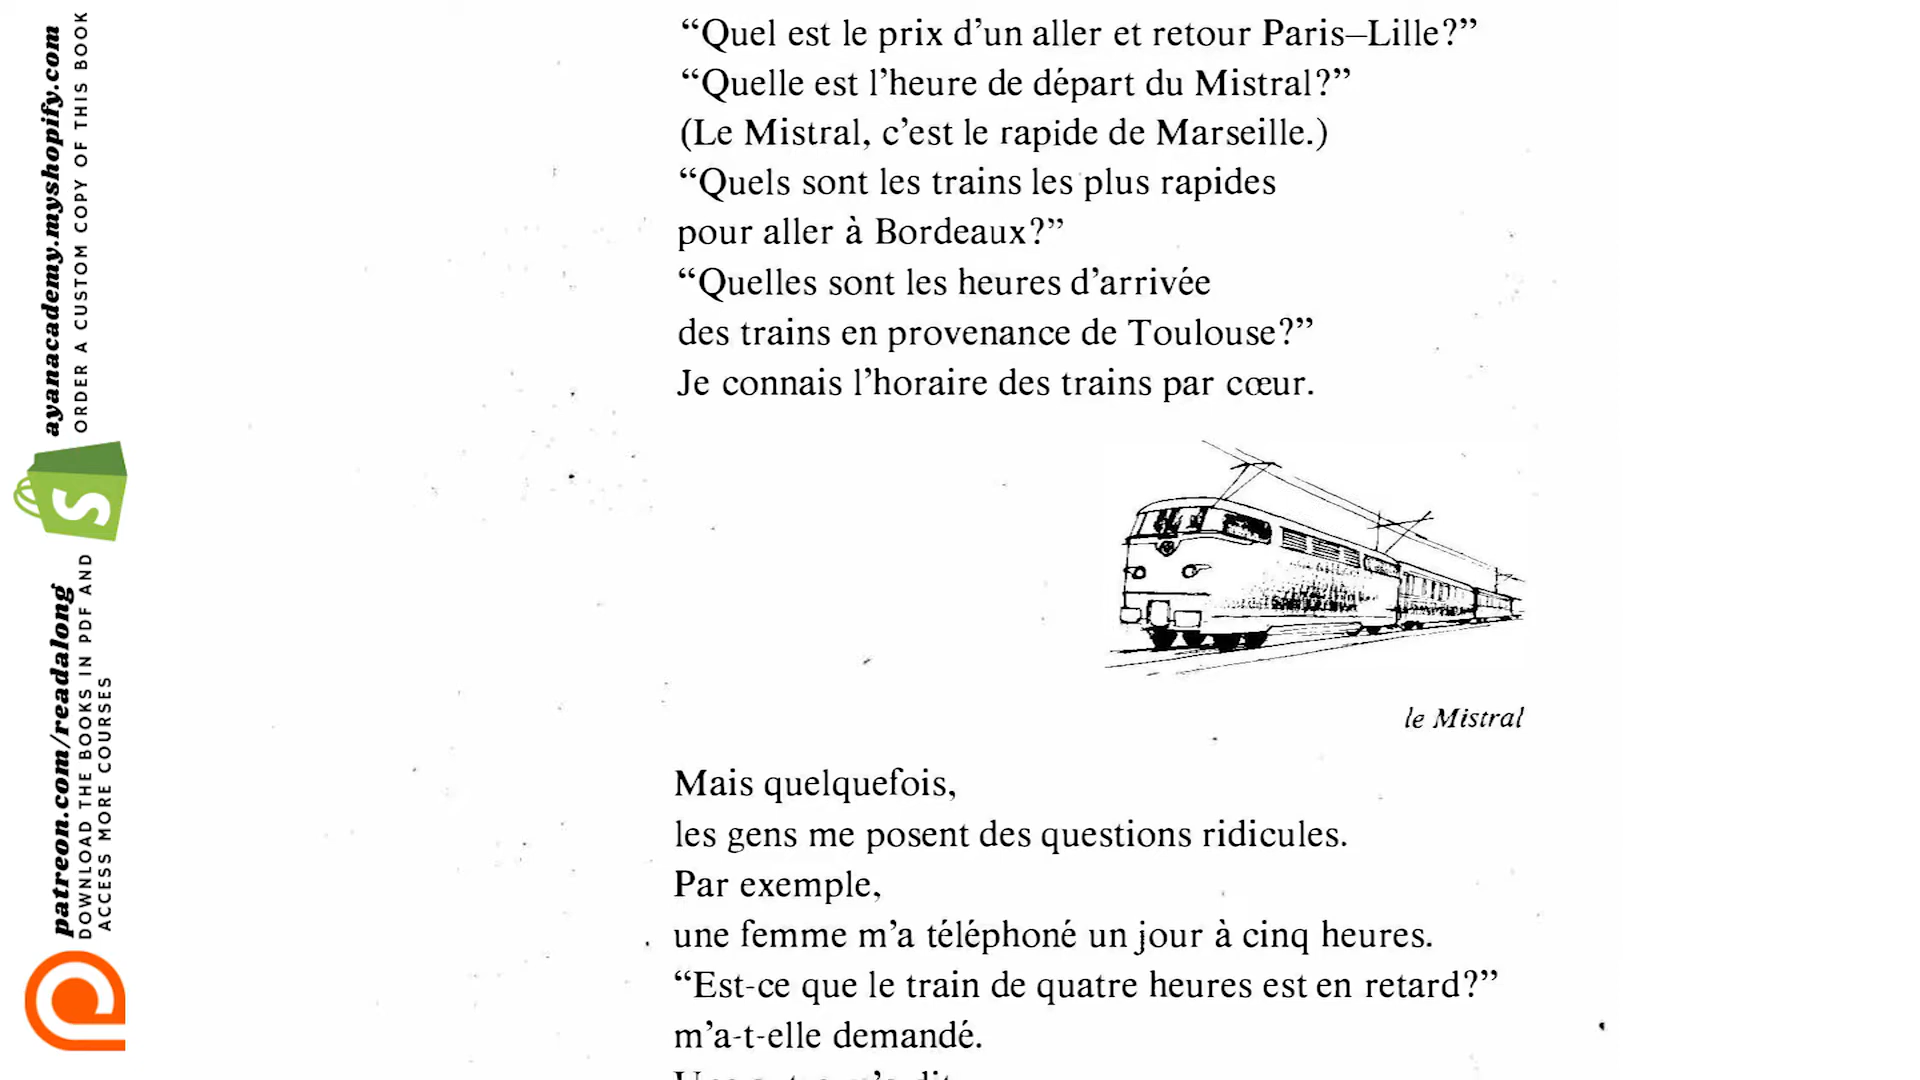 “Quel est le prix d’un aller et retour Paris–Lille?”
“Quelle est l’heure de départ du Mistral?”
(Le Mistral, c’est le rapide de Marseille.)
“Quels sont les trains les plus rapides
pour aller à Bordeaux?”
“Quelles sont les heures d’arrivée
des trains en provenance de Toulouse?”
Je connais l’horaire des trains par cœur.
le Mistral
Mais quelquefois,
les gens me posent des questions ridicules.
Par exemple,
une femme m’a téléphoné un jour à cinq heures.
“Est-ce que le train de quatre heures est en retard?”
m’a-t-elle demandé.
ayanacademy.myshopify.com
ORDER A CUSTOM COPY OF THIS BOOK
patreon.com/readalong
DOWNLOAD THE BOOKS IN PDF AND
ACCESS MORE COURSES